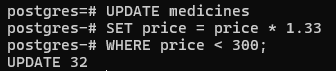 postgres=# UPDATE medicines
postgres-# SET price = price * 1.33
postgres-# WHERE price < 300;
UPDATE 32